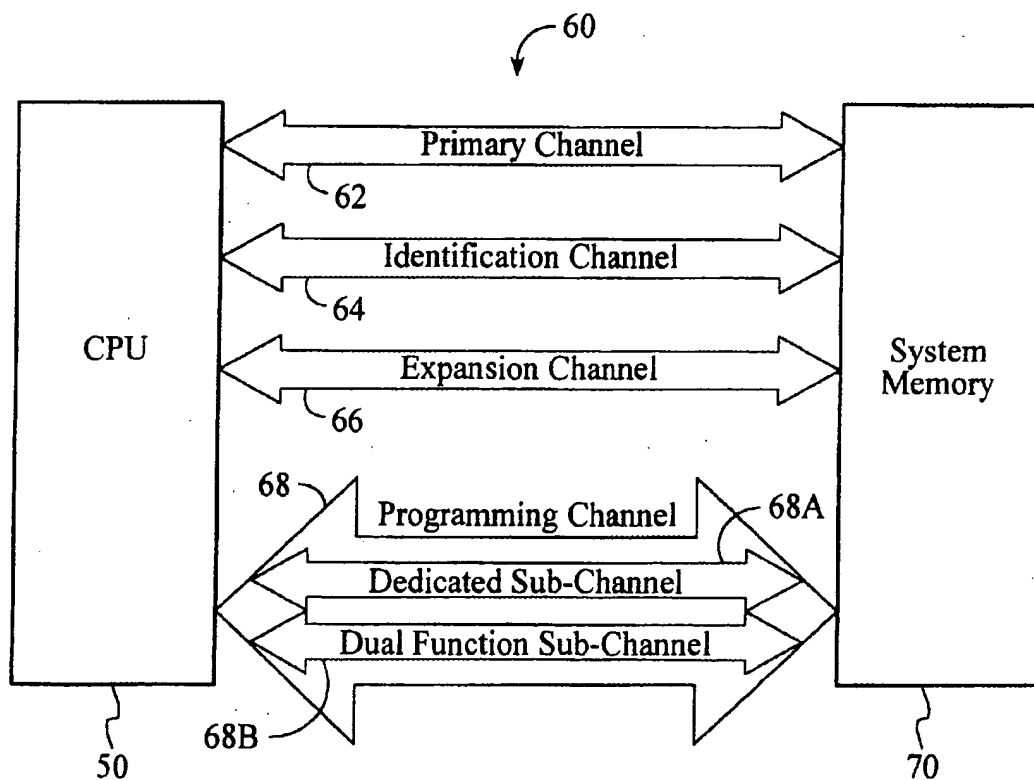 60
Primary Channel
62
Identification Channel
64
CPU
Expansion Channel
System
Memory
66
68
Programming Channel
68A
Dedicated Sub-Channel
Dual Function Sub-Channel
68B
50
70